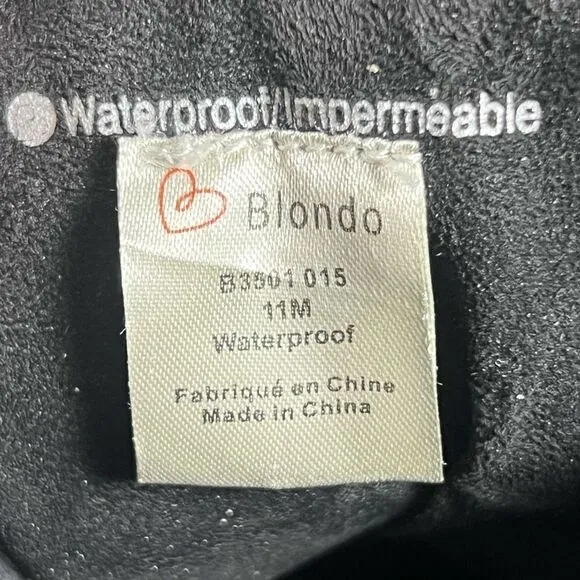 Waterproof/Imperméable
Blondo
B3501 015
11M
Waterproof
Fabriqué en Chine
Made in China